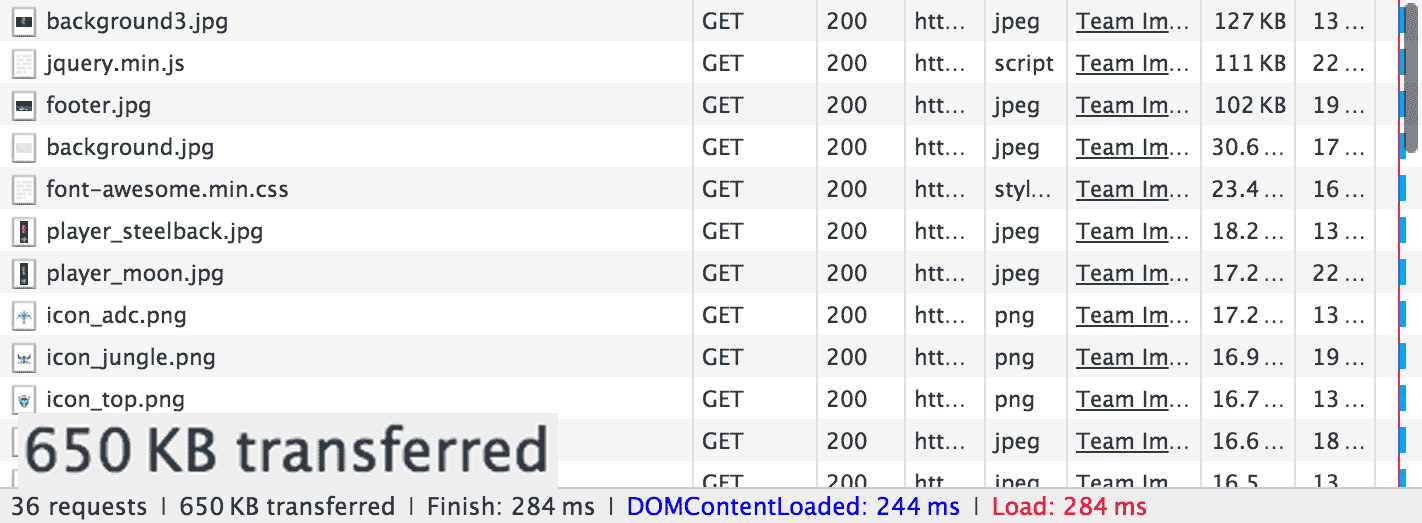 background3.jpg GET 200 htt... jpeg Team Im... 127 KB 13 ...
jquery.min.js GET 200 htt... script Team Im... 111 KB 22 ...
footer.jpg GET 200 htt... jpeg Team Im... 102 KB 19 ...
background.jpg GET 200 htt... jpeg Team Im... 30.6 ... 17 ...
font-awesome.min.css GET 200 htt... styl... Team Im... 23.4 ... 16 ...
player_steelback.jpg GET 200 htt... jpeg Team Im... 18.2 ... 13 ...
player_moon.jpg GET 200 htt... jpeg Team Im... 17.2 ... 22 ...
icon_adc.png GET 200 htt... png Team Im... 17.2 ... 13 ...
icon_jungle.png GET 200 htt... png Team Im... 16.9 ... 19 ...
icon_top.png GET 200 htt... png Team Im... 16.7 ... 13 ...
GET 200 htt... jpeg Team Im... 16.6 ... 18 ...
650 KB transferred
GET 200 htt... jpeg Team Im... 16.5 13
36 requests | 650 KB transferred | Finish: 284 ms | DOMContentLoaded: 244 ms | Load: 284 ms